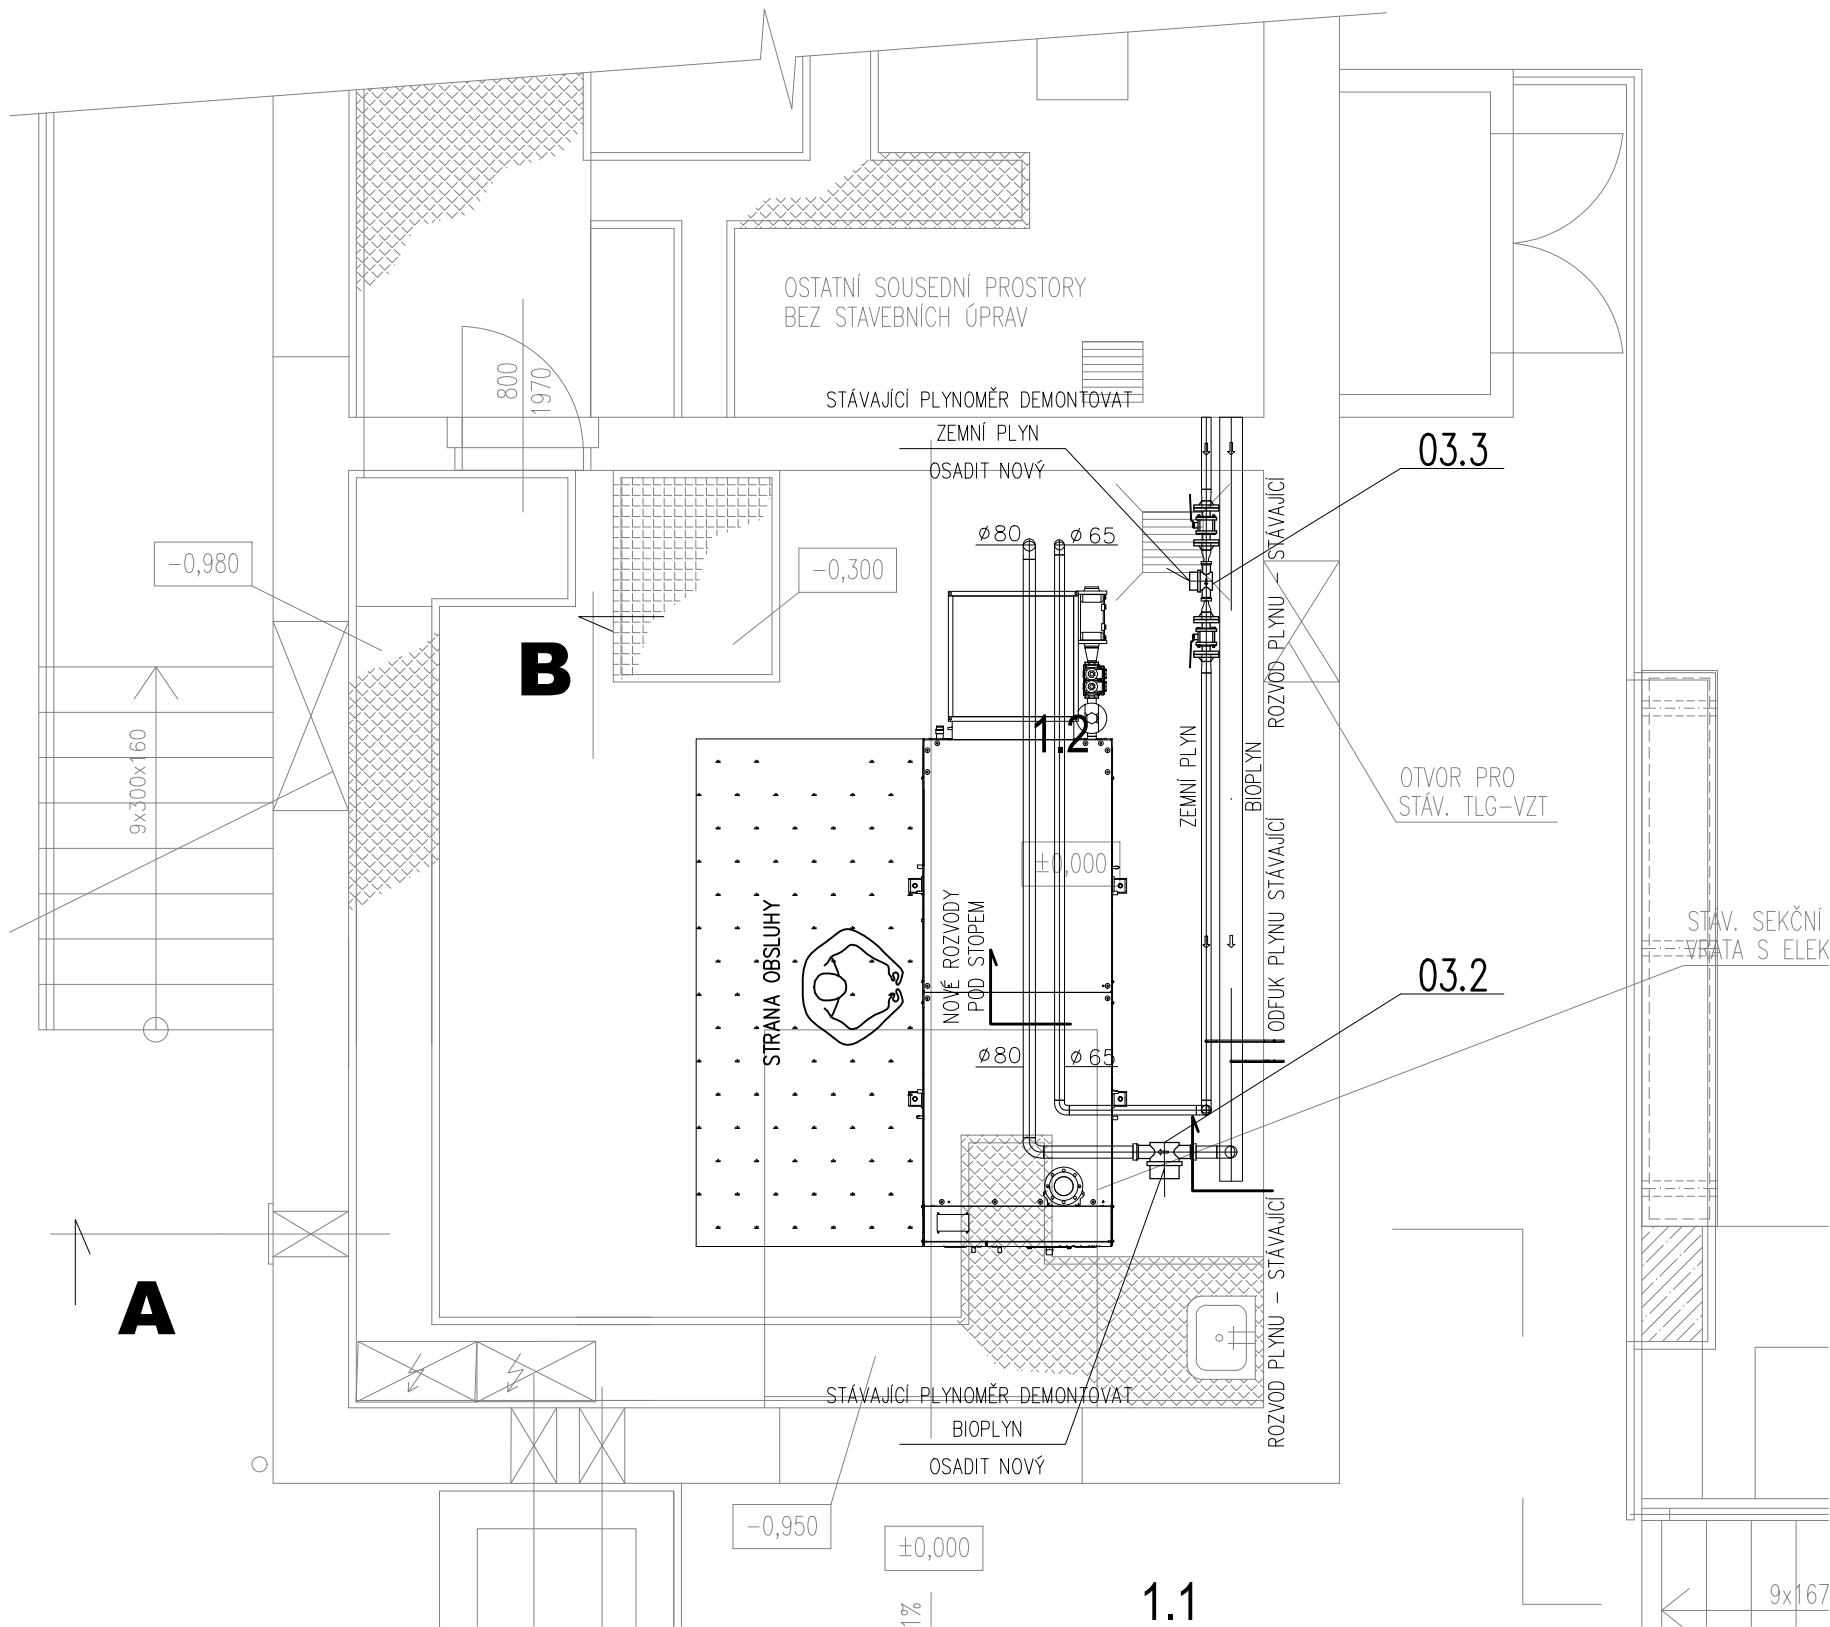 OSTATNÍ SOUSEDNÍ PROSTORY
BEZ STAVEBNÍCH ÚPRAV
800
1970
STÁVAJÍCÍ PLYNOMĚR DEMONTOVAT
ZEMNÍ PLYN
OSADIT NOVÝ
03.3
-0,980
-0,300
ø80
ø 65
ROZVOD PLYNU - STÁVAJÍCÍ
B
9x300x160
1.2
ZEMNÍ PLYN
BIOPLYN
OTVOR PRO
STÁV. TLG-VZT
±0,000
STRANA OBSLUHY
NOVÉ ROZVODY
POD STOPEM
ODFUK PLYNU STÁVAJÍCÍ
STÁV. SEKČNÍ
VRATA S ELEK
03.2
ø80
ø 65
A
ROZVOD PLYNU - STÁVAJÍCÍ
STÁVAJÍCÍ PLYNOMĚR DEMONTOVAT
BIOPLYN
OSADIT NOVÝ
-0,950
±0,000
1%
1.1
9x167